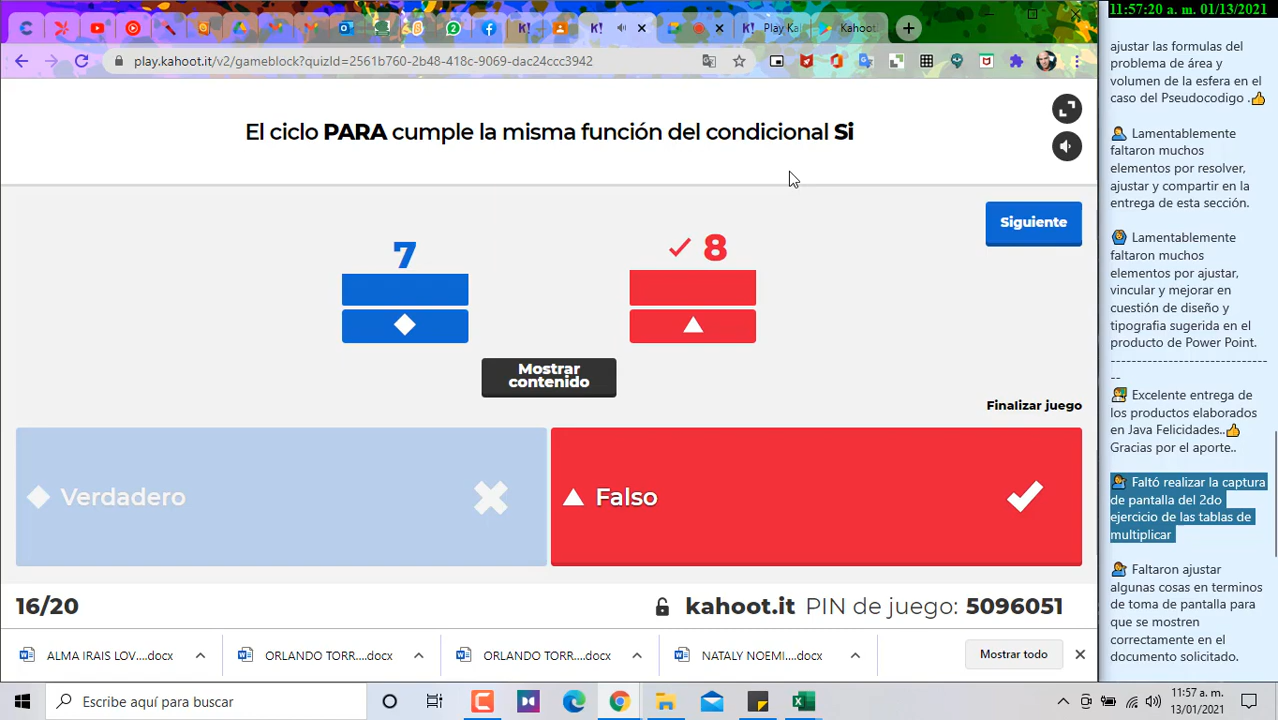 11:57:20 a. m. 01/13/2021
Play Ka
Kahoot
play.kahoot.it/v2/gameblock?quizId=2561b760-2b48-418c-9069-dac24ccc3942
El ciclo PARA cumple la misma función del condicional Si
Siguiente
7
8
Mostrar
contenido
Finalizar juego
Verdadero
Falso
16/20
kahoot.it PIN de juego: 5096051
ALMA IRAIS LOV....docx
ORLANDO TORR....docx
ORLANDO TORR....docx
NATALY NOEMI....docx
Mostrar todo
Escribe aquí para buscar
11:57 a. m.
13/01/2021
ajustar las formulas del
problema de área y
volumen de la esfera en el
caso del Pseudocodigo .👍
Lamentablemente
faltaron muchos
elementos por resolver,
ajustar y compartir en la
entrega de esta sección.
Lamentablemente
faltaron muchos
elementos por ajustar,
vincular y mejorar en
cuestión de diseño y
tipografia sugerida en el
producto de Power Point.
--------------------------------------
--
Excelente entrega de
los productos elaborados
en Java Felicidades..👍
Gracias por el aporte..
Faltó realizar la captura
de pantalla del 2do
ejercicio de las tablas de
multiplicar
Faltaron ajustar
algunas cosas en terminos
de toma de pantalla para
que se mostren
correctamente en el
documento solicitado.